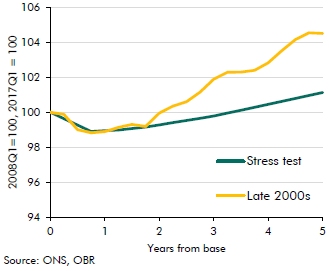 106
104
102
100
98
96
94
2008Q1=100, 2017Q1 = 100
Stress test
Late 2000s
0 1 2 3 4 5
Years from base
Source: ONS, OBR